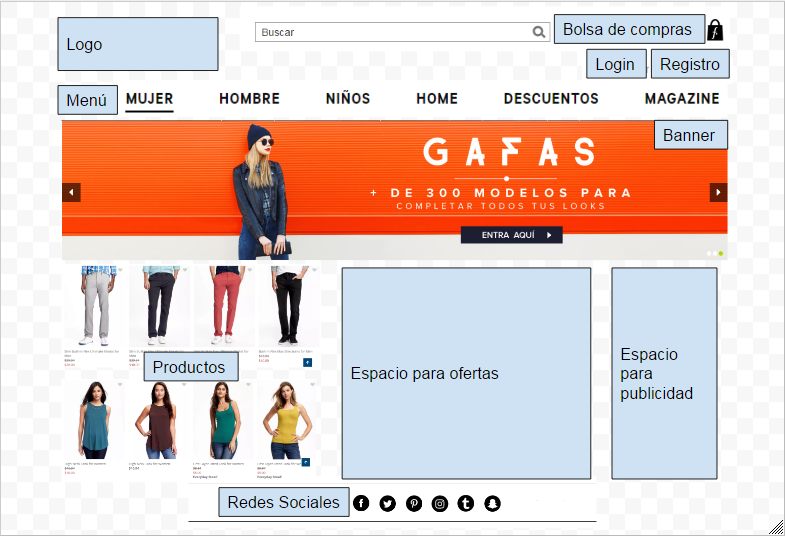 Logo
Buscar
Bolsa de compras
Login
Registro
Menú
MUJER
HOMBRE
NIÑOS
HOME
DESCUENTOS
MAGAZINE
Banner
GAFAS
+ DE 300 MODELOS PARA
COMPLETAR TODOS TUS LOOKS
ENTRA AQUÍ
Productos
Espacio para ofertas
Espacio
para
publicidad
Redes Sociales